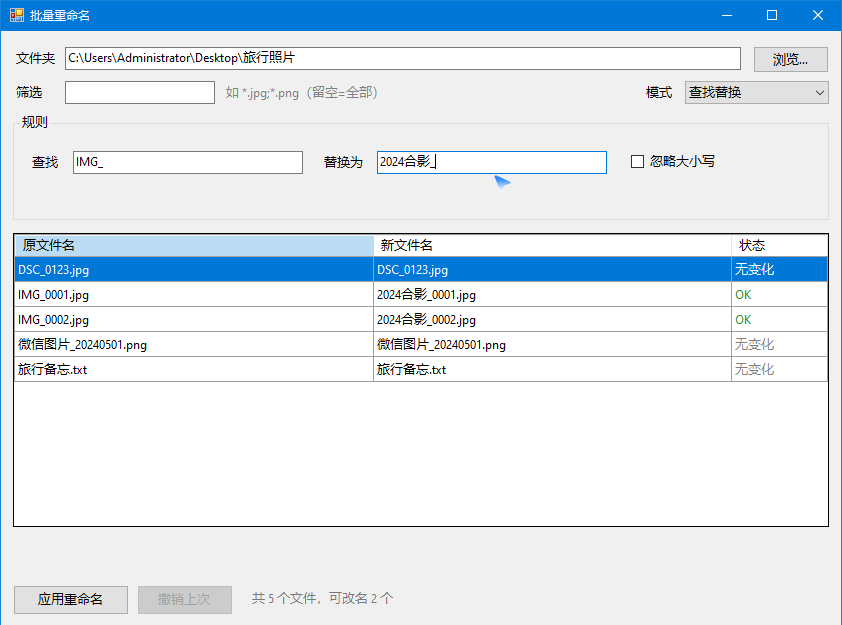 批量重命名
文件夹 C:\Users\Administrator\Desktop\旅行照片 浏览...
筛选 如 *.jpg;*.png（留空=全部） 模式 查找替换
规则
查找 IMG_ 替换为 2024合影_ 忽略大小写
原文件名 新文件名 状态
DSC_0123.jpg DSC_0123.jpg 无变化
IMG_0001.jpg 2024合影_0001.jpg OK
IMG_0002.jpg 2024合影_0002.jpg OK
微信图片_20240501.png 微信图片_20240501.png 无变化
旅行备忘.txt 旅行备忘.txt 无变化
应用重命名 撤销上次 共 5 个文件，可改名 2 个